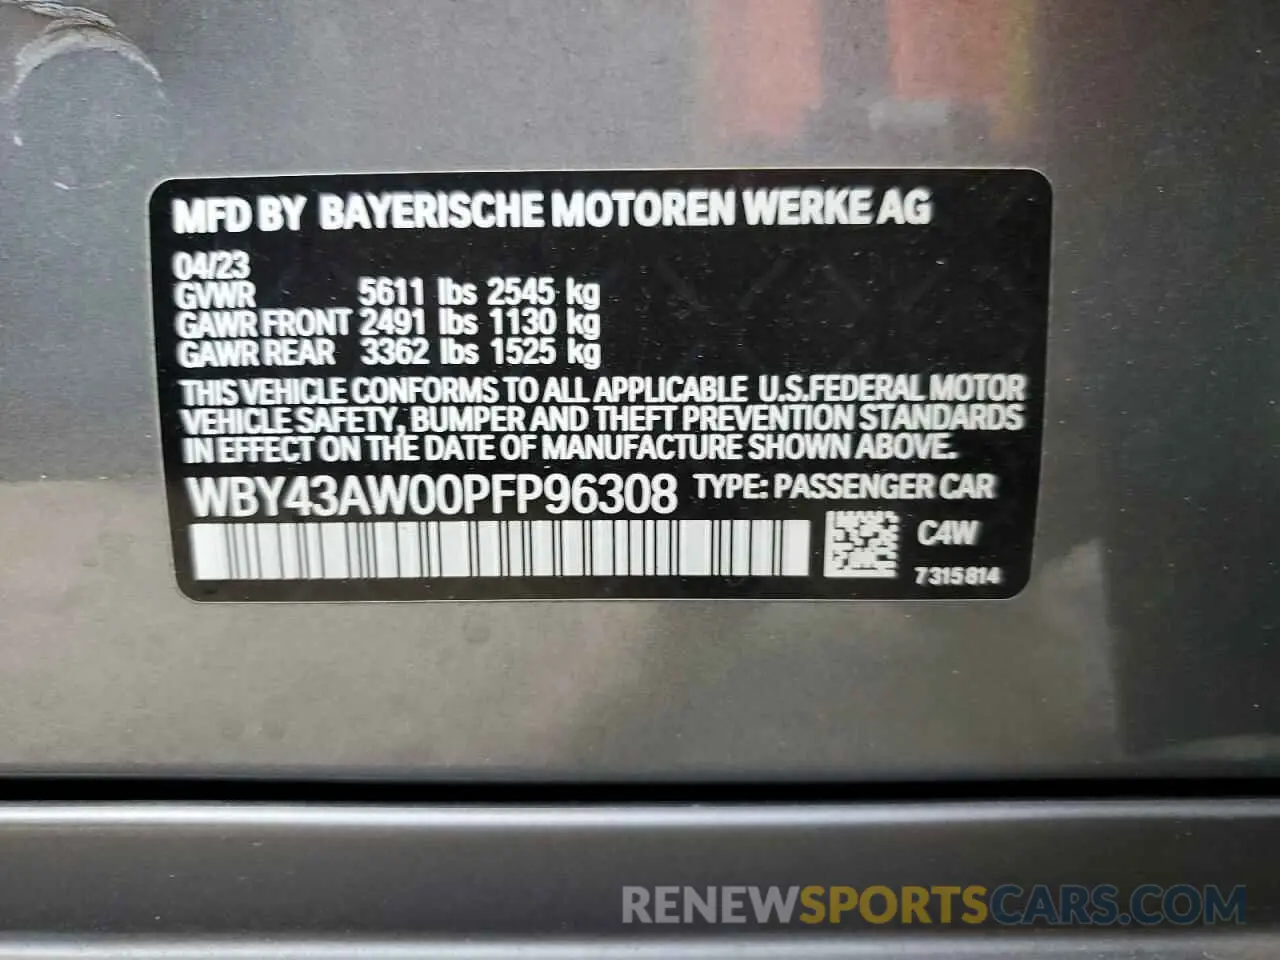 MFD BY BAYERISCHE MOTOREN WERKE AG
04/23
GVWR 5611 lbs 2545 kg
GAWR FRONT 2491 lbs 1130 kg
GAWR REAR 3362 lbs 1525 kg
THIS VEHICLE CONFORMS TO ALL APPLICABLE U.S.FEDERAL MOTOR
VEHICLE SAFETY, BUMPER AND THEFT PREVENTION STANDARDS
IN EFFECT ON THE DATE OF MANUFACTURE SHOWN ABOVE.
WBY43AW00PFP96308 TYPE: PASSENGER CAR
C4W
7315814
RENEWSPORTSCARS.COM